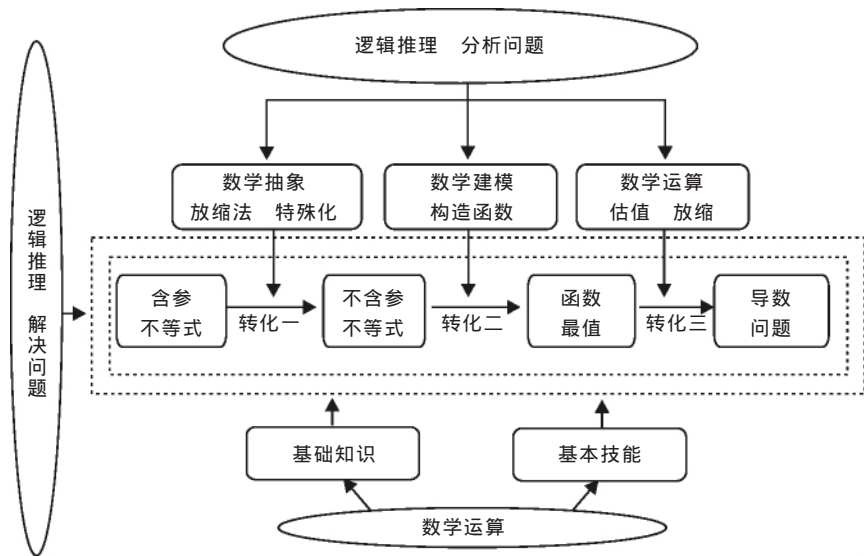 逻辑推理 分析问题
数学抽象
放缩法 特殊化
数学建模
构造函数
数学运算
估值 放缩
逻辑推理 解决问题
含参
不等式
转化一
不含参
不等式
转化二
函数
最值
转化三
导数
问题
基础知识
基本技能
数学运算